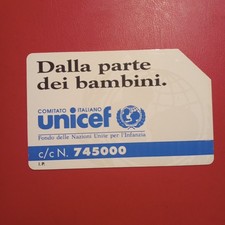 Dalla parte
dei bambini.
COMITATO ITALIANO
unicef
Fondo delle Nazioni Unite per l'Infanzia
c/c N. 745000
I.P.